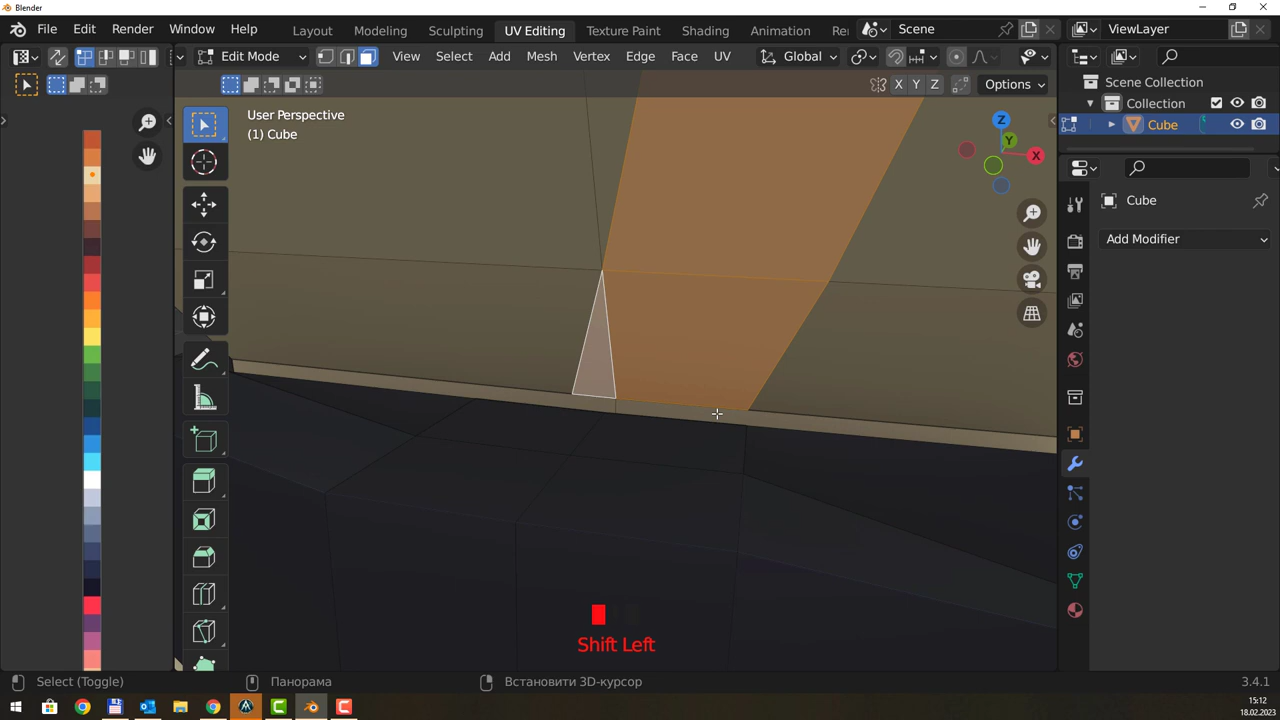 Blender
File Edit Render Window Help Layout Modeling Sculpting UV Editing Texture Paint Shading Animation Re Scene ViewLayer
Edit Mode View Select Add Mesh Vertex Edge Face UV Global
X Y Z Options
Scene Collection
Collection
Cube
User Perspective
(1) Cube
Z
Y
X
Cube
Add Modifier
Shift Left
Select (Toggle) Панорама Встановити 3D-курсор 3.4.1
15:12
18.02.2023